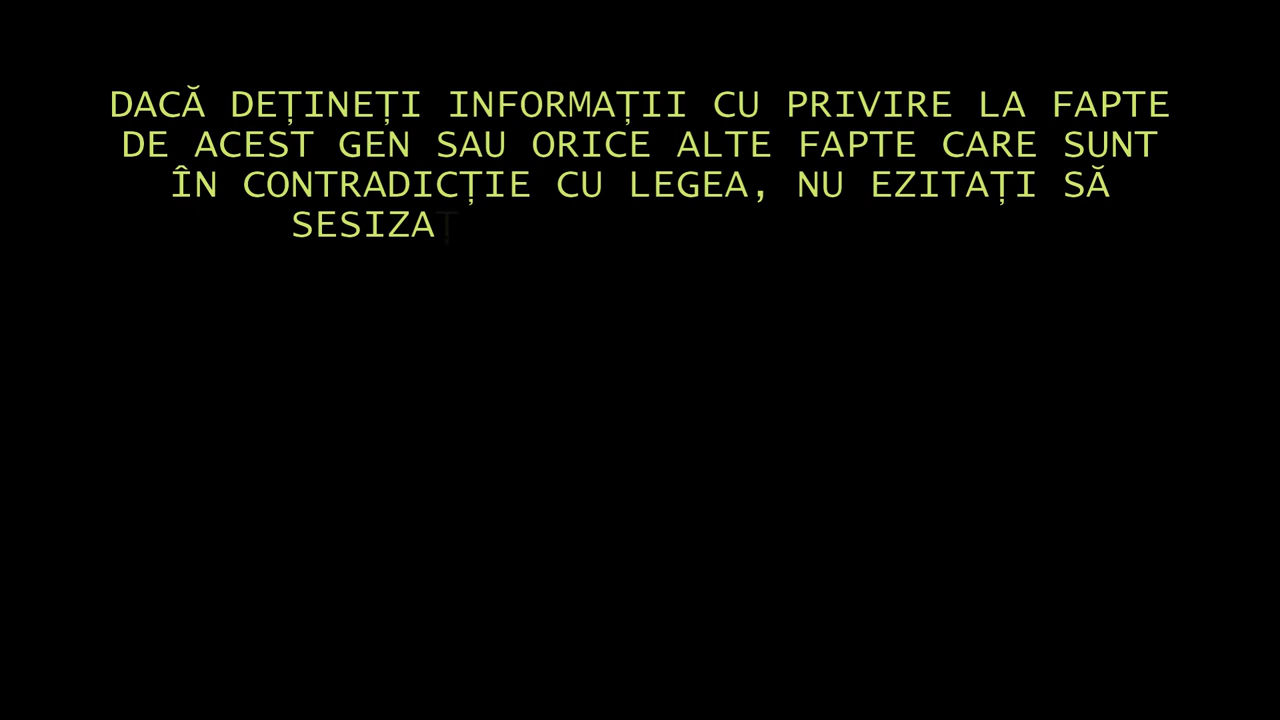 DACĂ DEȚINEȚI INFORMAȚII CU PRIVIRE LA FAPTE
DE ACEST GEN SAU ORICE ALTE FAPTE CARE SUNT
ÎN CONTRADICȚIE CU LEGEA, NU EZITAȚI SĂ
SESIZAȚ